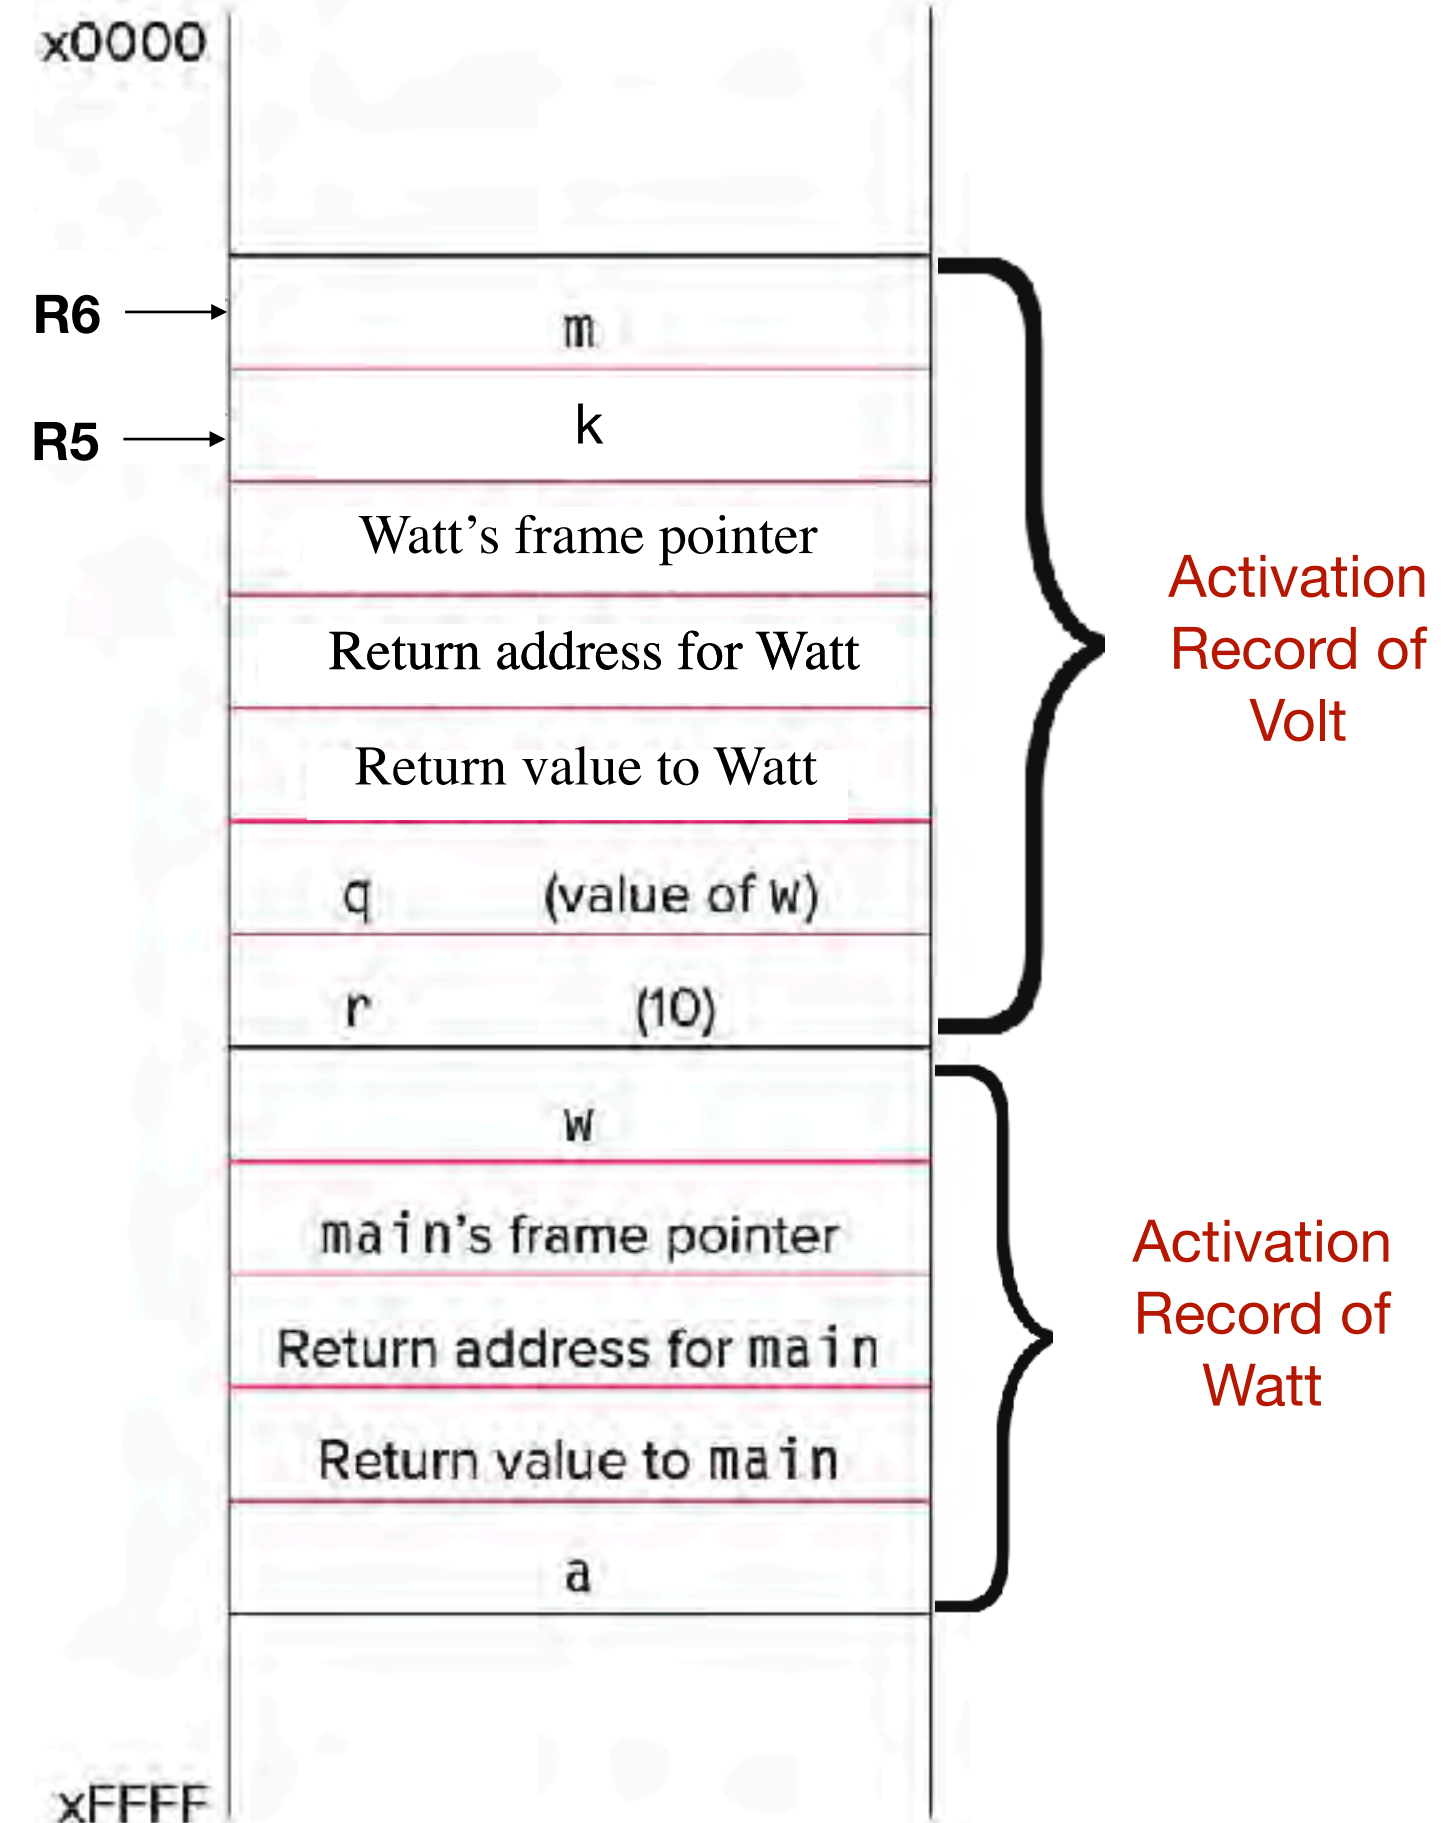 x0000
R6
m
R5
k
Watt’s frame pointer
Return address for Watt
Return value to Watt
q (value of w)
r (10)
Activation
Record of
Volt
w
main's frame pointer
Return address for main
Return value to main
a
Activation
Record of
Watt
xFFFF